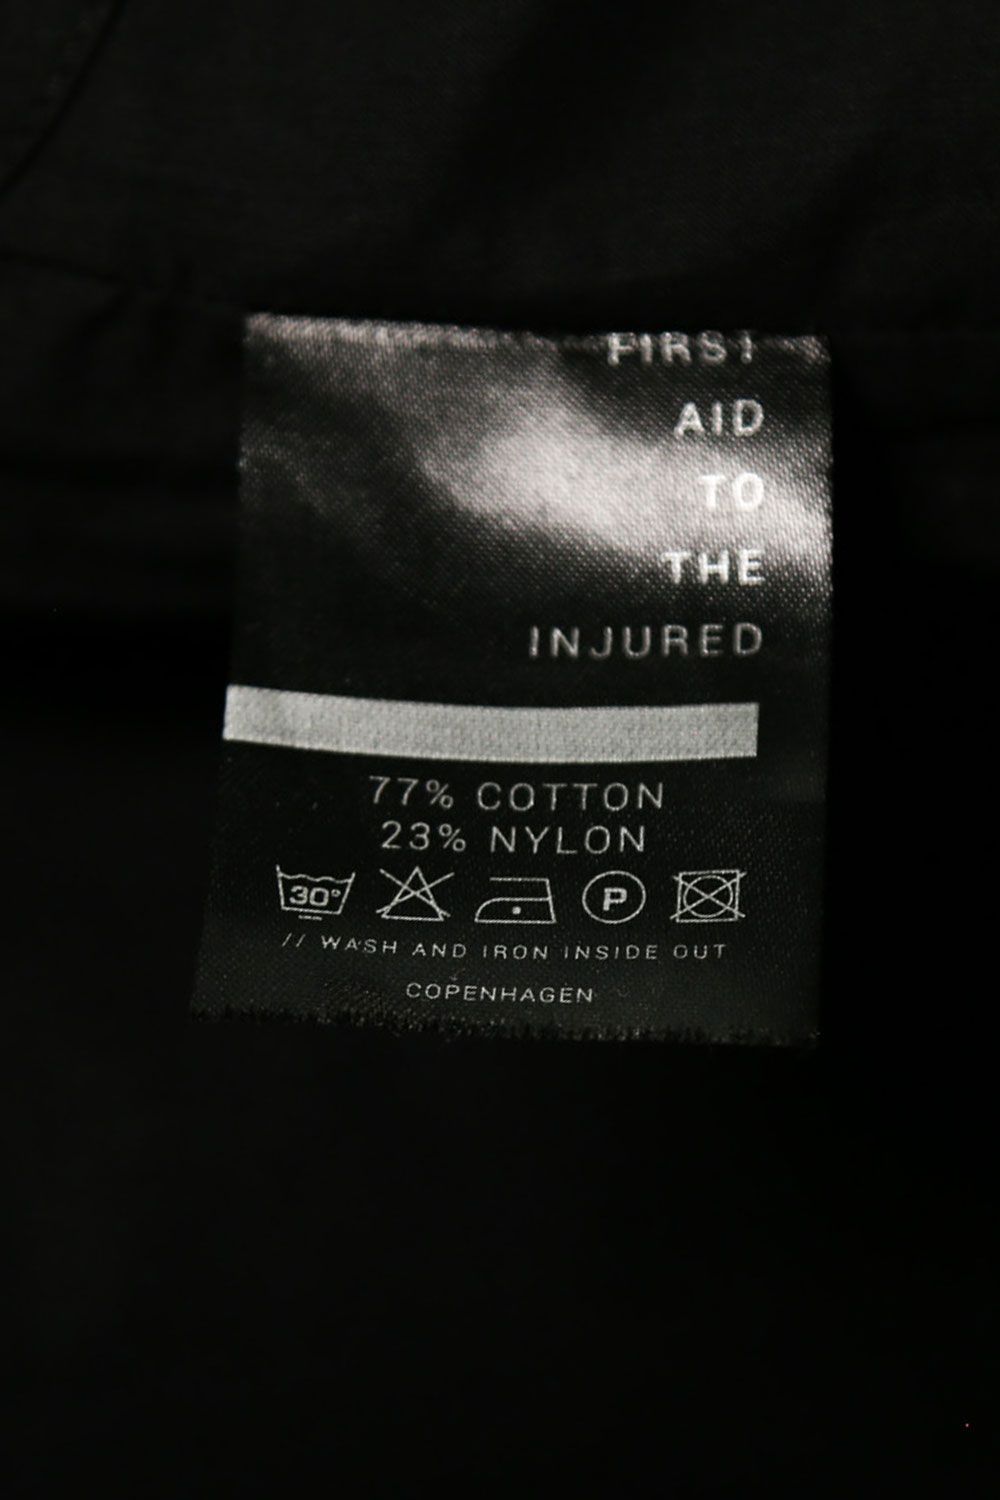 FIRST
AID
TO
THE
INJURED
77% COTTON
23% NYLON
30° P
// WASH AND IRON INSIDE OUT
COPENHAGEN